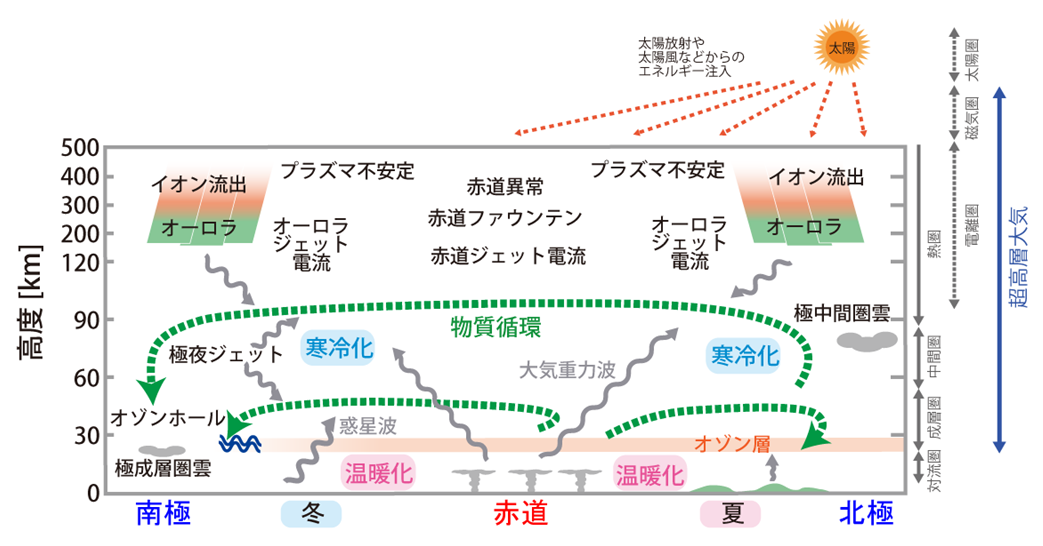 太陽放射や
太陽風などからの
エネルギー注入
太陽
太陽圏
磁気圏
電離圏
熱圏
中間圏
成層圏
対流圏
超高層大気
高度 [km]
500
400
300
200
120
90
60
30
0
イオン流出
オーロラ
プラズマ不安定
オーロラ
ジェット
電流
赤道異常
赤道ファウンテン
赤道ジェット電流
プラズマ不安定
オーロラ
ジェット
電流
イオン流出
オーロラ
物質循環
極中間圏雲
極夜ジェット
寒冷化
大気重力波
寒冷化
オゾンホール
惑星波
オゾン層
極成層圏雲
温暖化
温暖化
南極
冬
赤道
夏
北極